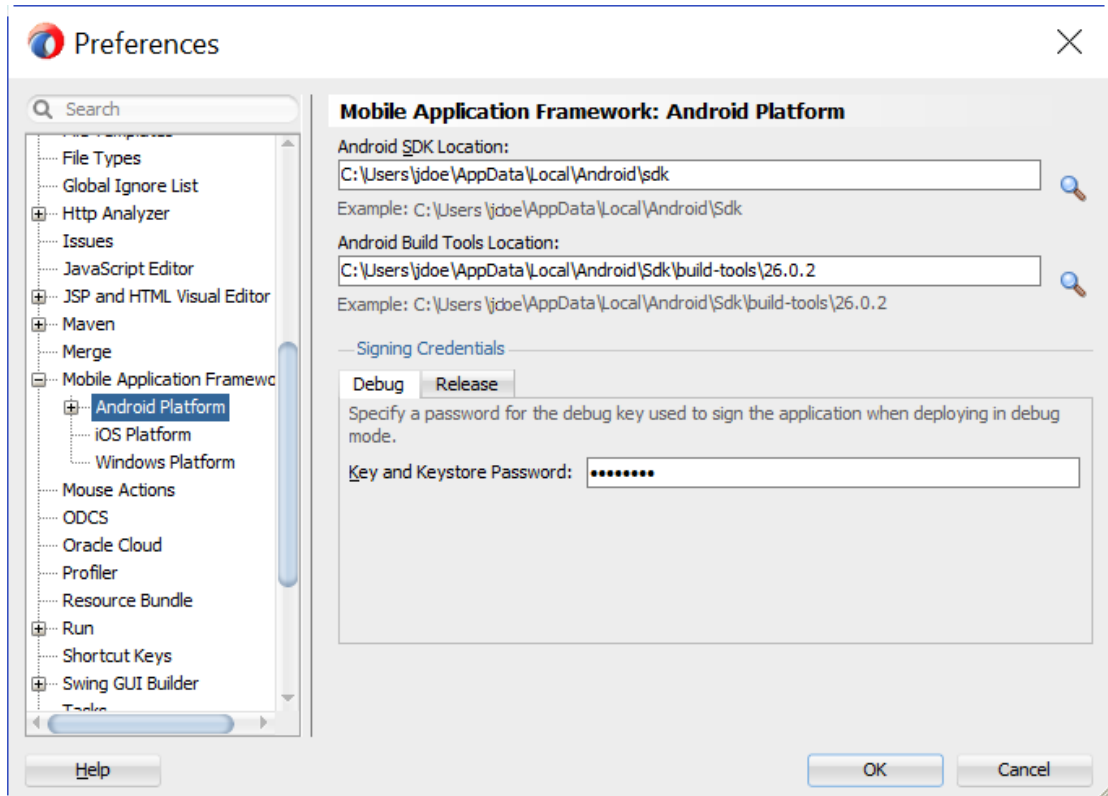 Preferences
Search
File Templates
File Types
Global Ignore List
Http Analyzer
Issues
JavaScript Editor
JSP and HTML Visual Editor
Maven
Merge
Mobile Application Framewo
Android Platform
iOS Platform
Windows Platform
Mouse Actions
ODCS
Oracle Cloud
Profiler
Resource Bundle
Run
Shortcut Keys
Swing GUI Builder
Tasks
Mobile Application Framework: Android Platform
Android SDK Location:
C:\Users\jdoe\AppData\Local\Android\sdk
Example: C:\Users\jdoe\AppData\Local\Android\Sdk
Android Build Tools Location:
C:\Users\jdoe\AppData\Local\Android\Sdk\build-tools\26.0.2
Example: C:\Users\jdoe\AppData\Local\Android\Sdk\build-tools\26.0.2
Signing Credentials
Debug Release
Specify a password for the debug key used to sign the application when deploying in debug
mode.
Key and Keystore Password: ••••••••
Help OK Cancel